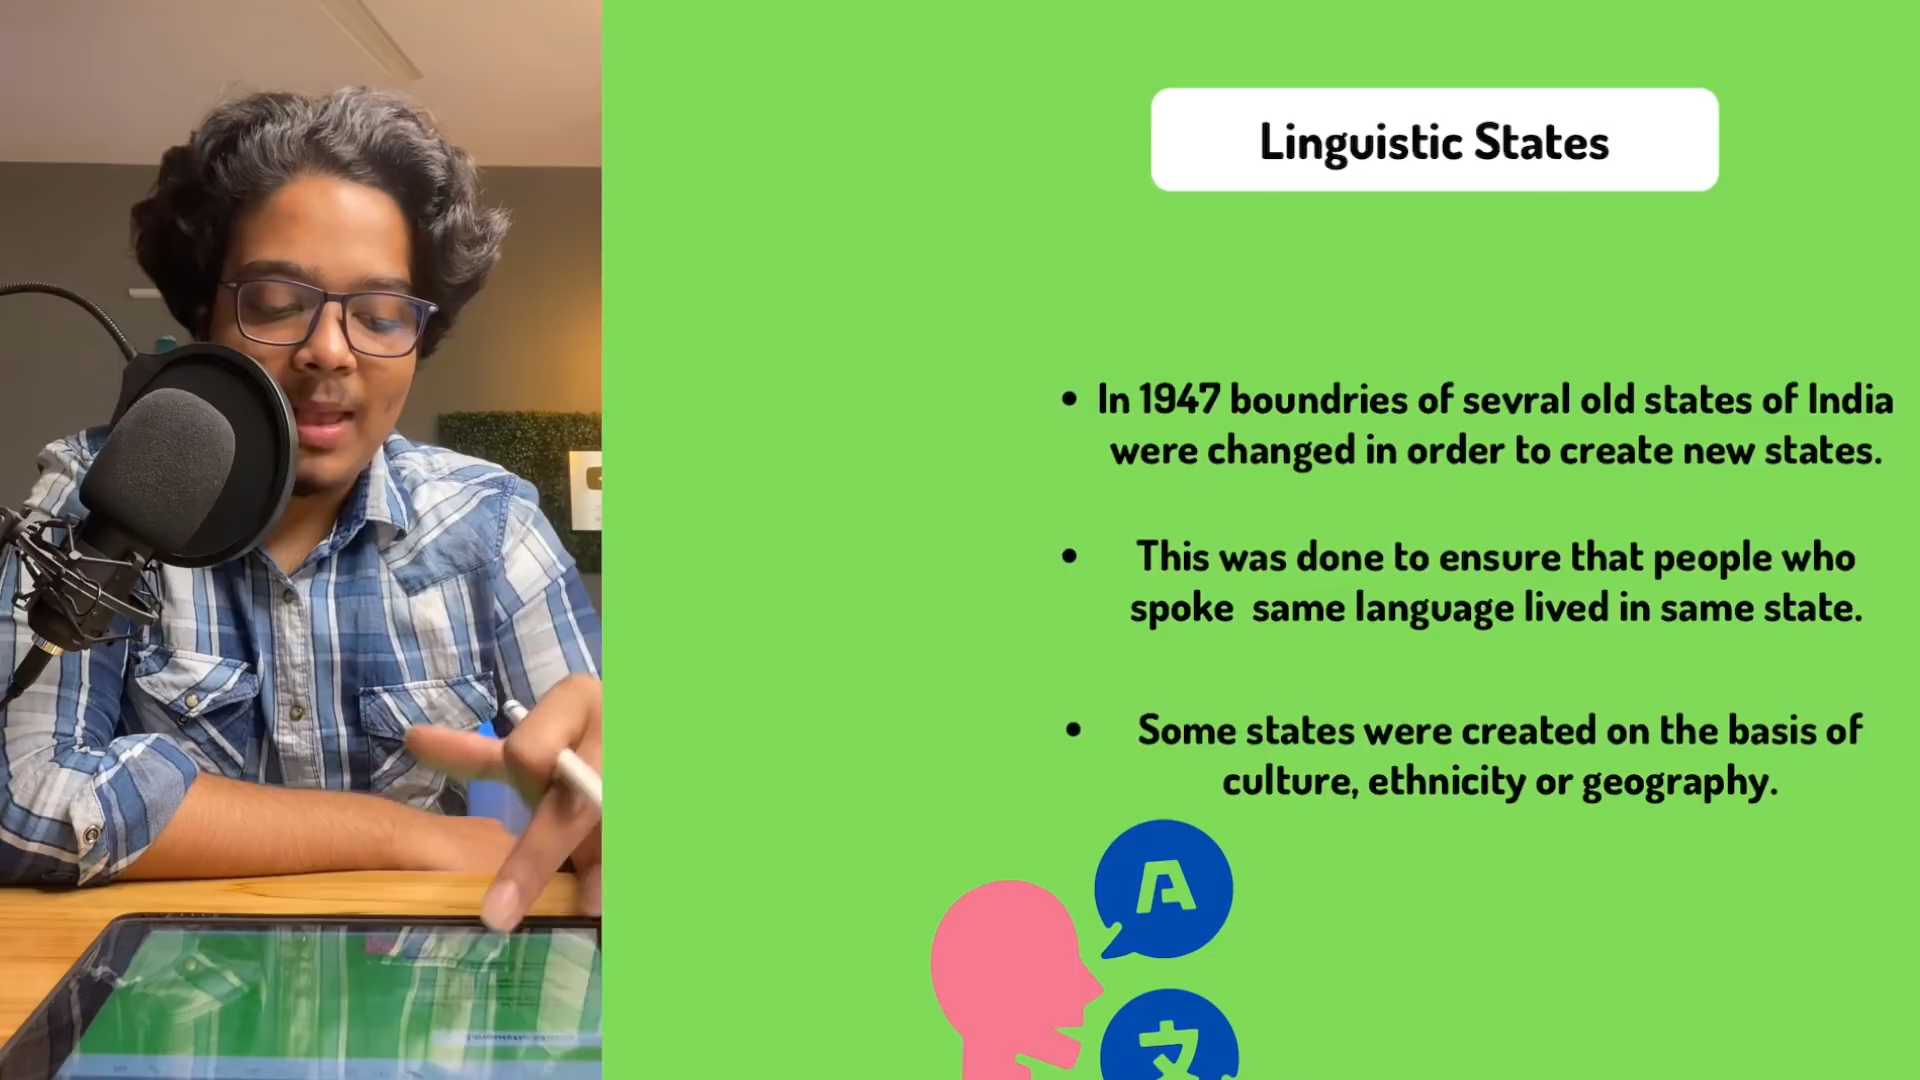 Linguistic States
• In 1947 boundries of sevral old states of India
were changed in order to create new states.
• This was done to ensure that people who
spoke same language lived in same state.
• Some states were created on the basis of
culture, ethnicity or geography.
A
文